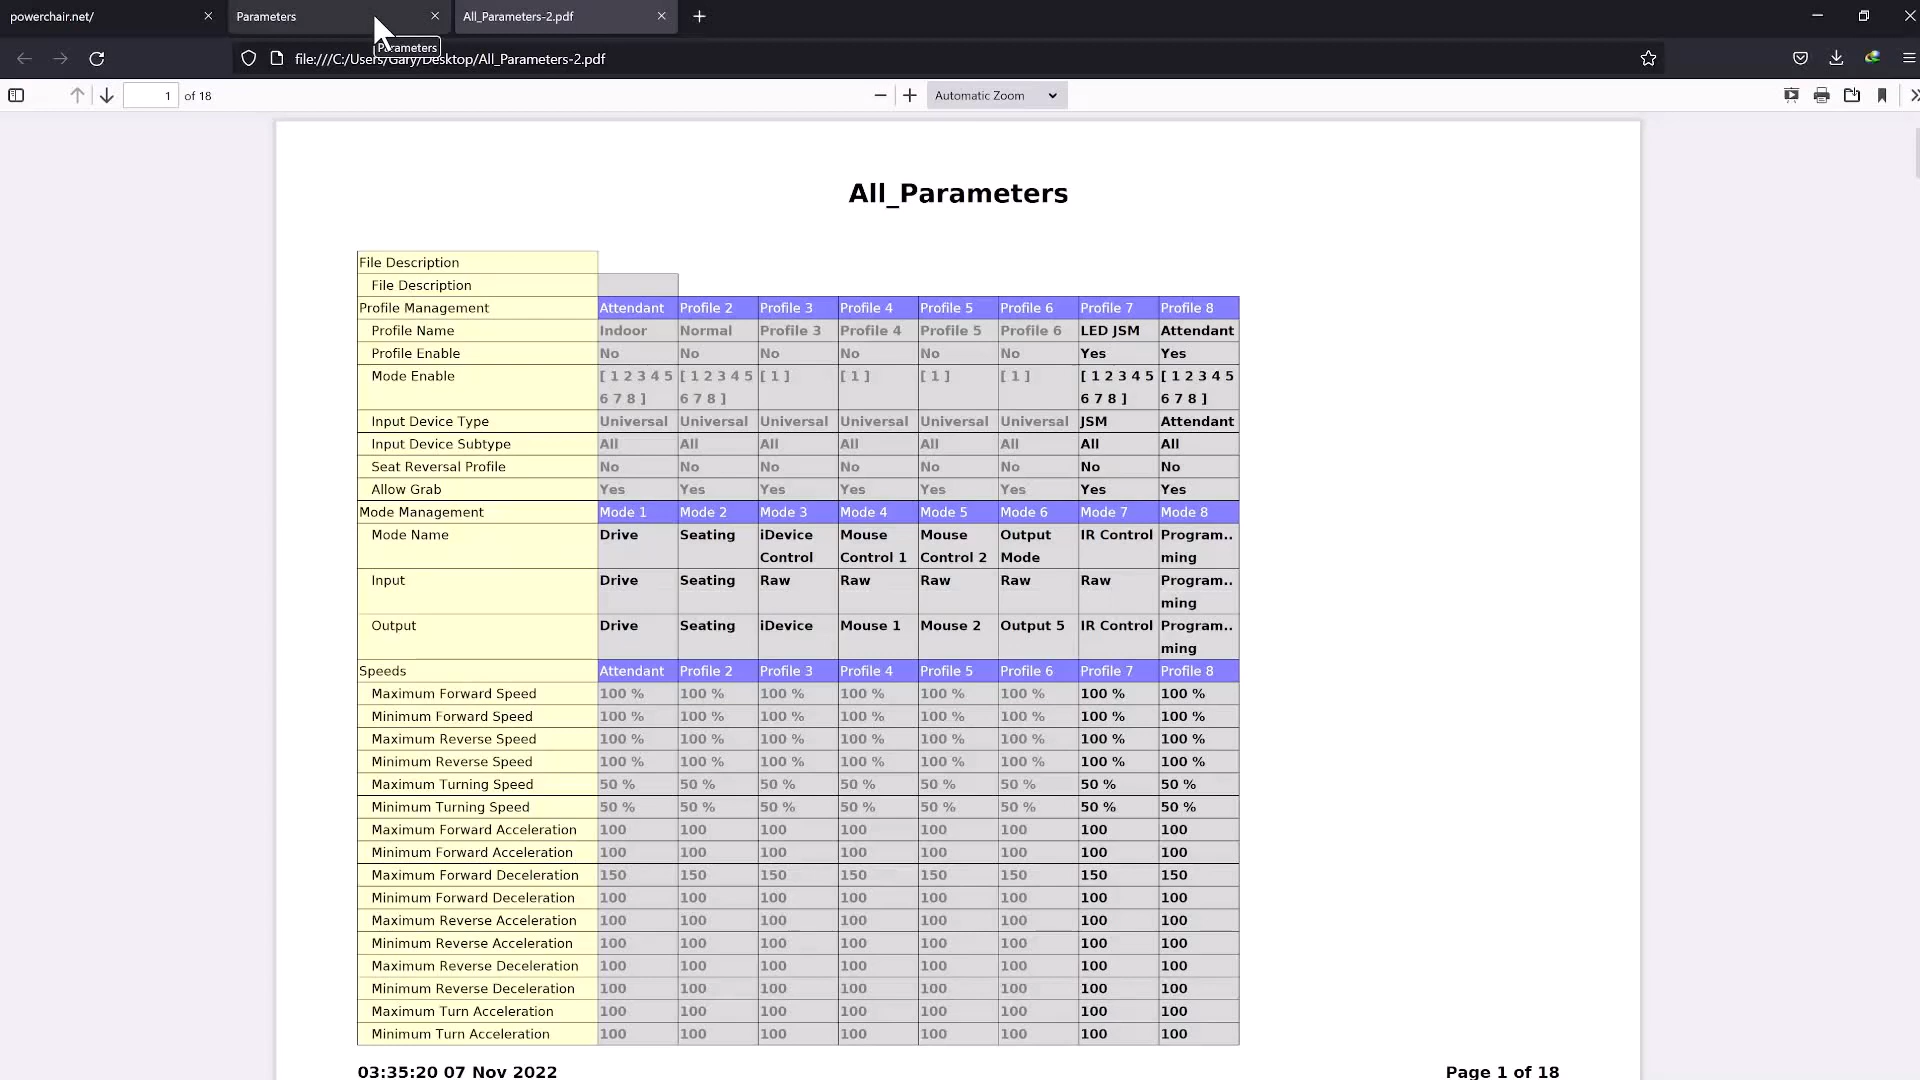 powerchair.net/
Parameters
All_Parameters-2.pdf
Parameters
file:///C:/Users/Gary/Desktop/All_Parameters-2.pdf
1 of 18
Automatic Zoom
All_Parameters
File Description
File Description
Profile Management Attendant Profile 2 Profile 3 Profile 4 Profile 5 Profile 6 Profile 7 Profile 8
Profile Name Indoor Normal Profile 3 Profile 4 Profile 5 Profile 6 LED JSM Attendant
Profile Enable No No No No No No Yes Yes
Mode Enable [ 1 2 3 4 5 [ 1 2 3 4 5 [ 1 ] [ 1 ] [ 1 ] [ 1 ] [ 1 2 3 4 5 [ 1 2 3 4 5
6 7 8 ] 6 7 8 ] 6 7 8 ] 6 7 8 ]
Input Device Type Universal Universal Universal Universal Universal Universal JSM Attendant
Input Device Subtype All All All All All All All All
Seat Reversal Profile No No No No No No No No
Allow Grab Yes Yes Yes Yes Yes Yes Yes Yes
Mode Management Mode 1 Mode 2 Mode 3 Mode 4 Mode 5 Mode 6 Mode 7 Mode 8
Mode Name Drive Seating iDevice Mouse Mouse Output IR Control Program..
Control Control 1 Control 2 Mode ming
Input Drive Seating Raw Raw Raw Raw Raw Program..
ming
Output Drive Seating iDevice Mouse 1 Mouse 2 Output 5 IR Control Program..
ming
Speeds Attendant Profile 2 Profile 3 Profile 4 Profile 5 Profile 6 Profile 7 Profile 8
Maximum Forward Speed 100 % 100 % 100 % 100 % 100 % 100 % 100 % 100 %
Minimum Forward Speed 100 % 100 % 100 % 100 % 100 % 100 % 100 % 100 %
Maximum Reverse Speed 100 % 100 % 100 % 100 % 100 % 100 % 100 % 100 %
Minimum Reverse Speed 100 % 100 % 100 % 100 % 100 % 100 % 100 % 100 %
Maximum Turning Speed 50 % 50 % 50 % 50 % 50 % 50 % 50 % 50 %
Minimum Turning Speed 50 % 50 % 50 % 50 % 50 % 50 % 50 % 50 %
Maximum Forward Acceleration 100 100 100 100 100 100 100 100
Minimum Forward Acceleration 100 100 100 100 100 100 100 100
Maximum Forward Deceleration 150 150 150 150 150 150 150 150
Minimum Forward Deceleration 100 100 100 100 100 100 100 100
Maximum Reverse Acceleration 100 100 100 100 100 100 100 100
Minimum Reverse Acceleration 100 100 100 100 100 100 100 100
Maximum Reverse Deceleration 100 100 100 100 100 100 100 100
Minimum Reverse Deceleration 100 100 100 100 100 100 100 100
Maximum Turn Acceleration 100 100 100 100 100 100 100 100
Minimum Turn Acceleration 100 100 100 100 100 100 100 100
03:35:20 07 Nov 2022 Page 1 of 18